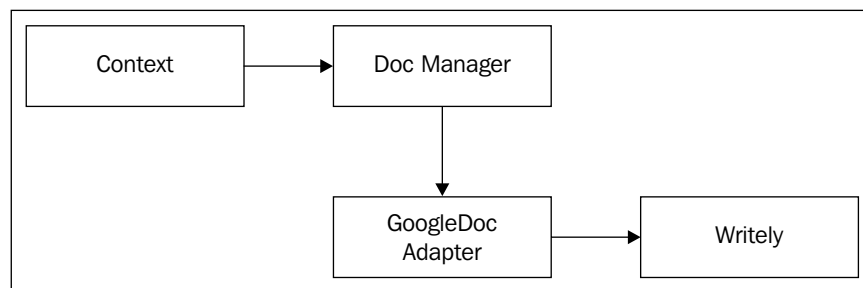 Context
Doc Manager
GoogleDoc
Adapter
Writely